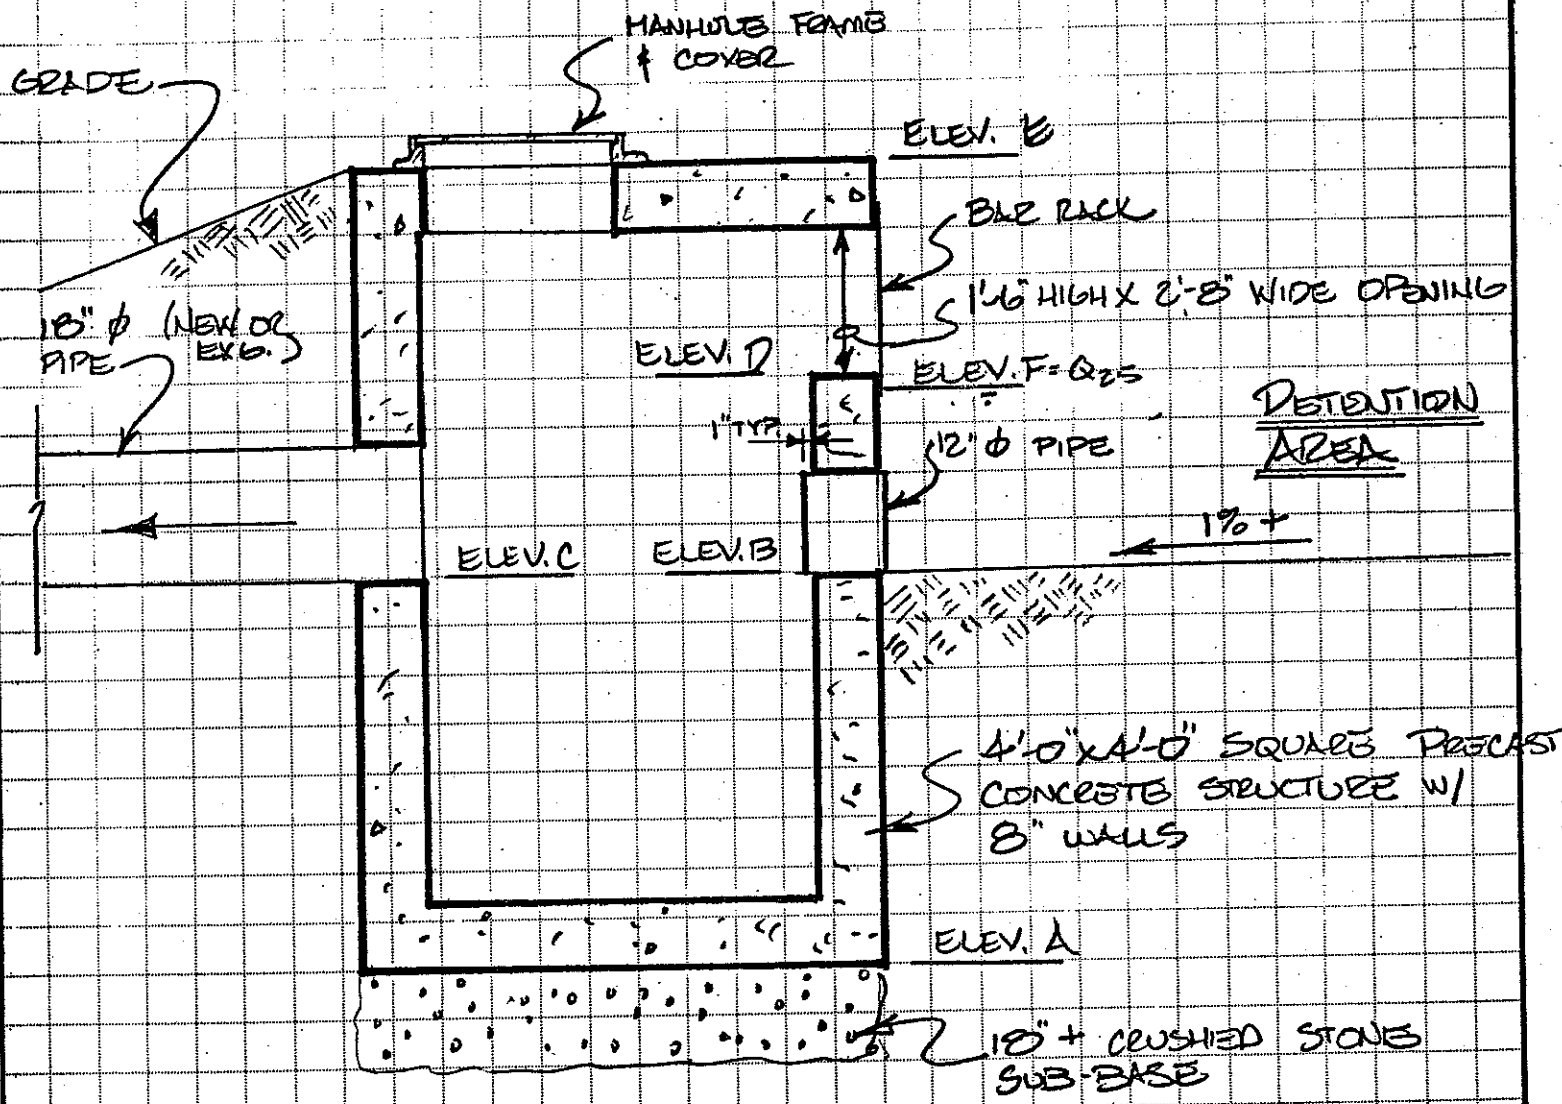 MANHOLE FRAME
& COVER
GRADE
ELEV. E
BAR RACK
1'-6" HIGH X 2'-8" WIDE OPENING
18" ϕ (NEW OR
PIPE EXG.)
ELEV. D
ELEV. F = Q25
DETENTION
AREA
1" TYP.
12" ϕ PIPE
1% +
ELEV. C
ELEV. B
4'-0" X 4'-0" SQUARE PRECAST
CONCRETE STRUCTURE W/
8" WALLS
ELEV. A
18" + CRUSHED STONE
SUB-BASE